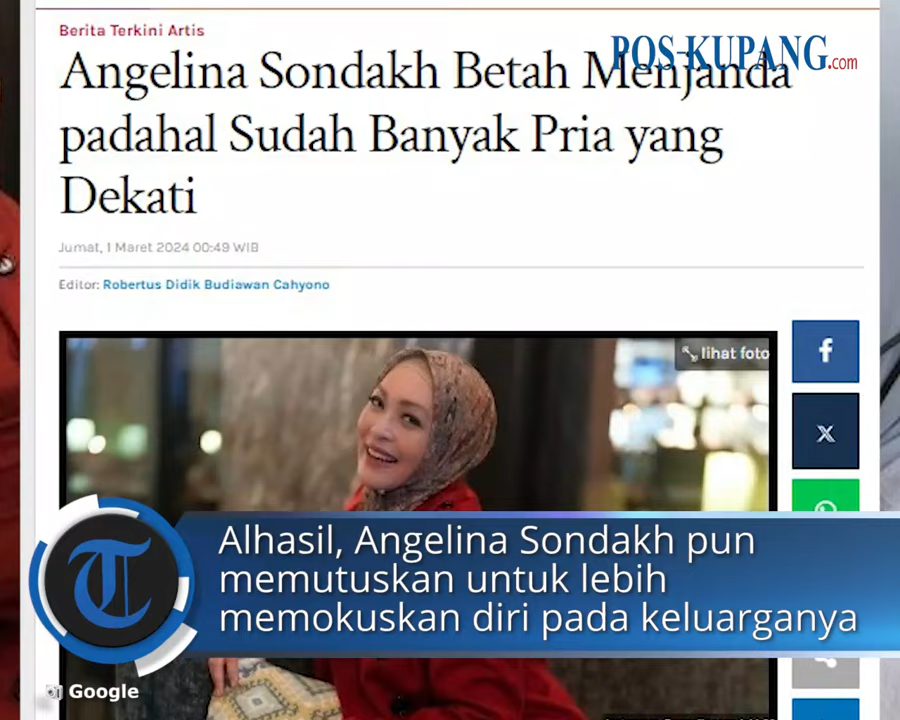 Berita Terkini Artis
POS-KUPANG.com
Angelina Sondakh Betah Menjanda
padahal Sudah Banyak Pria yang
Dekati
Jumat, 1 Maret 2024 00:49 WIB
Editor: Robertus Didik Budiawan Cahyono
lihat foto
Alhasil, Angelina Sondakh pun
memutuskan untuk lebih
memokuskan diri pada keluarganya
Google